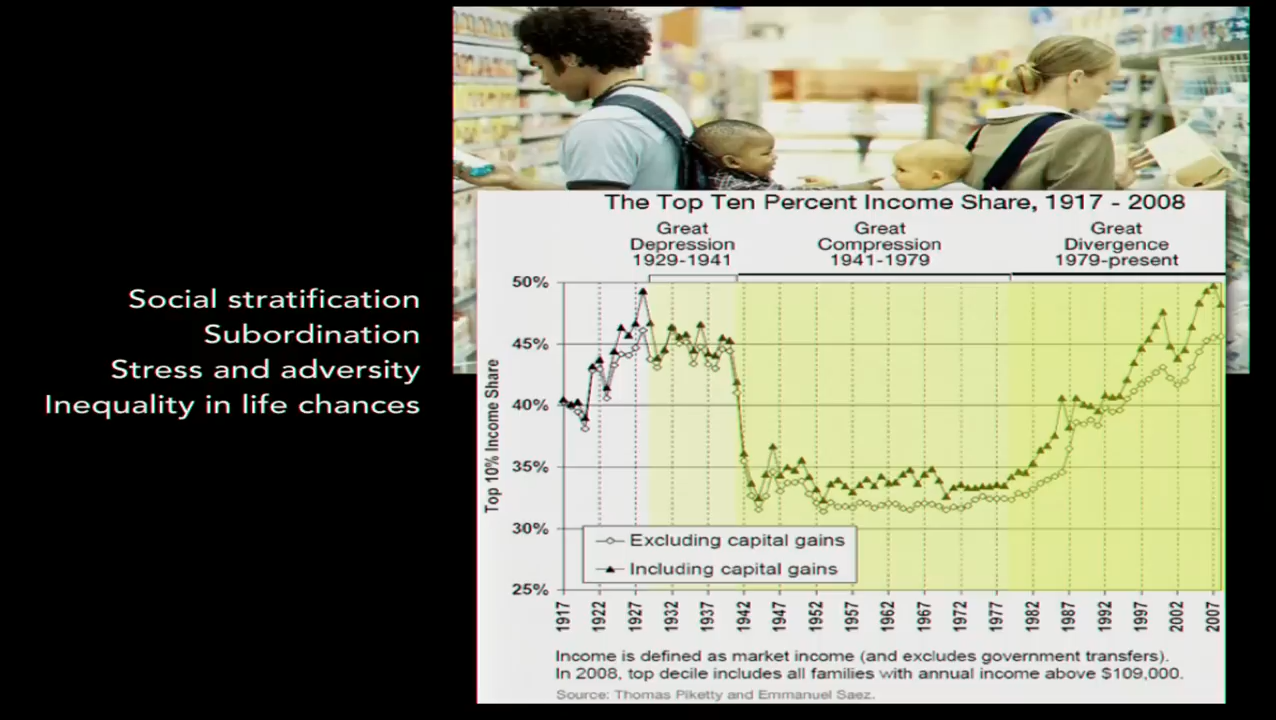 Social stratification
Subordination
Stress and adversity
Inequality in life chances
The Top Ten Percent Income Share, 1917 - 2008
Great
Depression
1929-1941
Great
Compression
1941-1979
Great
Divergence
1979-present
Top 10% Income Share
50%
45%
40%
35%
30%
25%
Excluding capital gains
Including capital gains
1917 1922 1927 1932 1937 1942 1947 1952 1957 1962 1967 1972 1977 1982 1987 1992 1997 2002 2007
Income is defined as market income (and excludes government transfers).
In 2008, top decile includes all families with annual income above $109,000.
Source: Thomas Piketty and Emmanuel Saez.